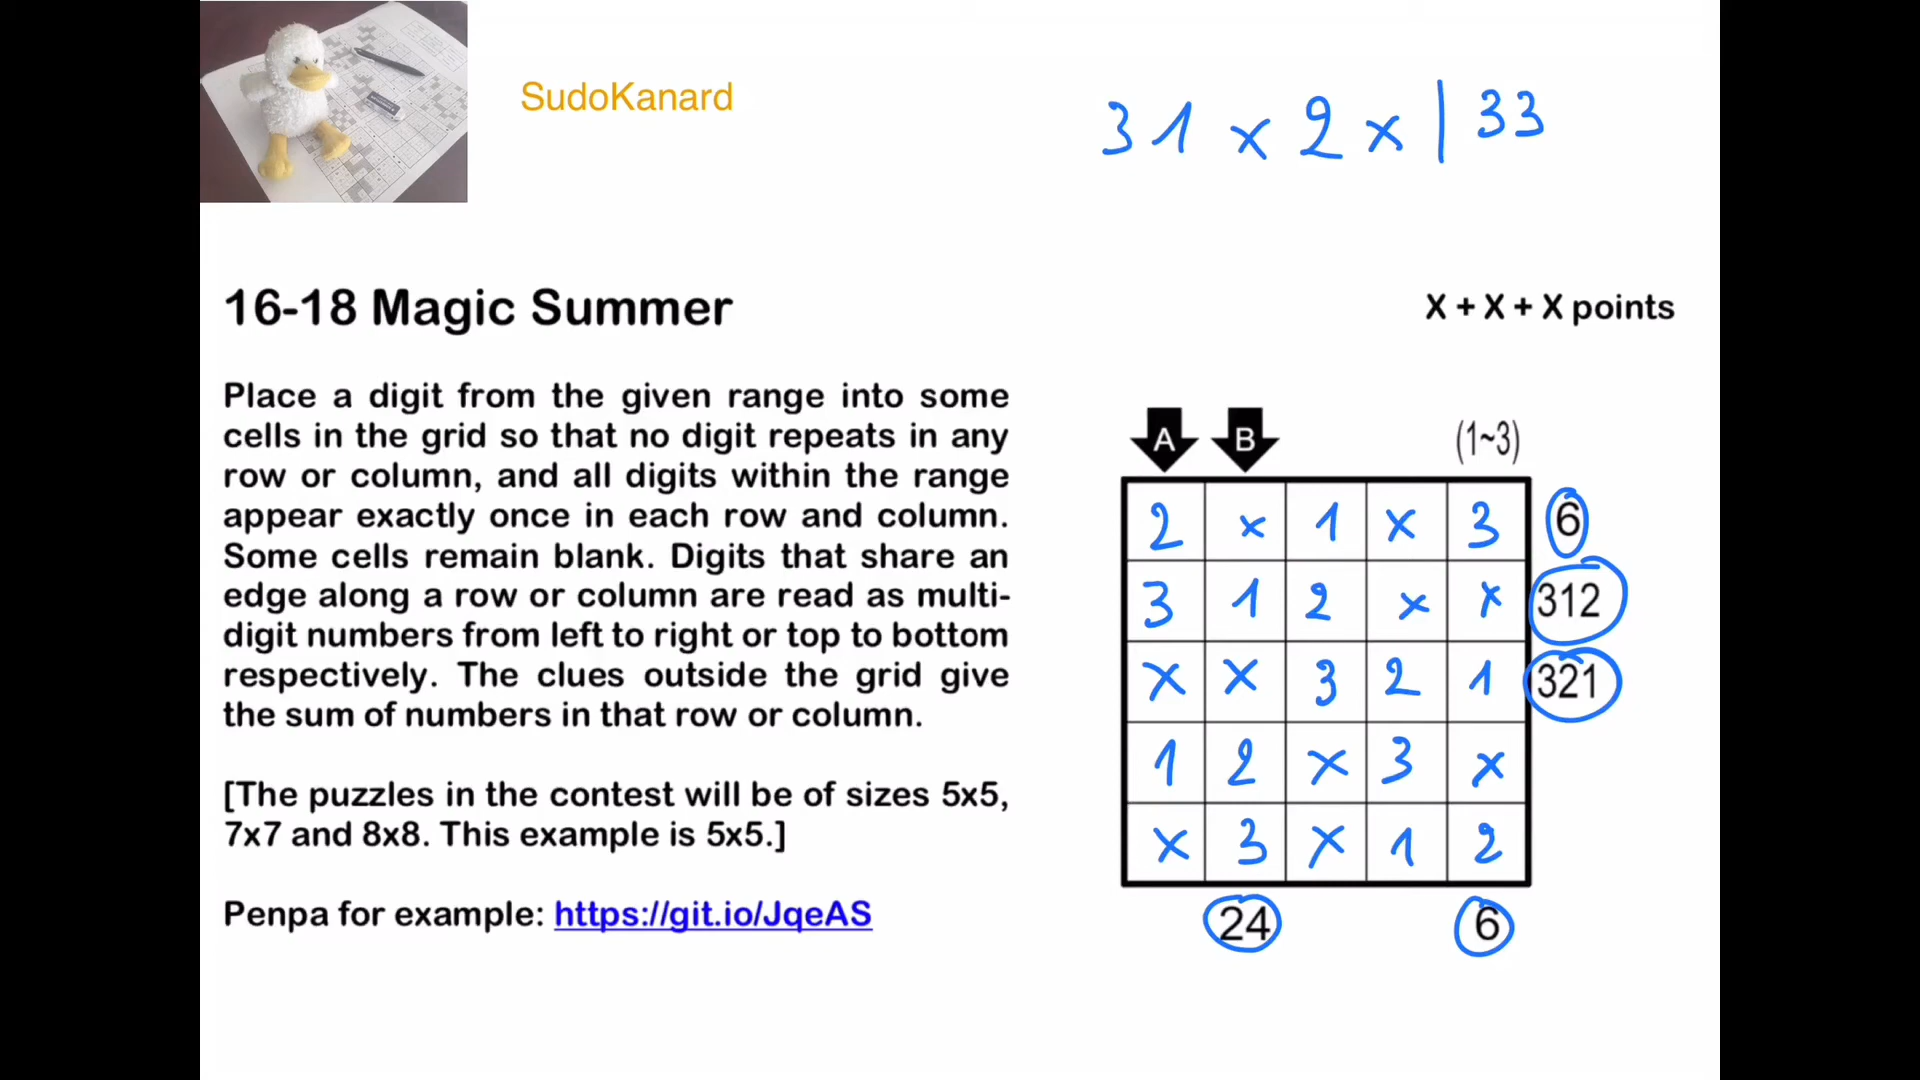 SudoKanard
31 x 2 x | 33
16-18 Magic Summer
X + X + X points
Place a digit from the given range into some
cells in the grid so that no digit repeats in any
row or column, and all digits within the range
appear exactly once in each row and column.
Some cells remain blank. Digits that share an
edge along a row or column are read as multi-
digit numbers from left to right or top to bottom
respectively. The clues outside the grid give
the sum of numbers in that row or column.
[The puzzles in the contest will be of sizes 5x5,
7x7 and 8x8. This example is 5x5.]
Penpa for example: https://git.io/JqeAS
A B (1~3)
2 x 1 x 3 6
3 1 2 x x 312
x x 3 2 1 321
1 2 x 3 x
x 3 x 1 2
24 6